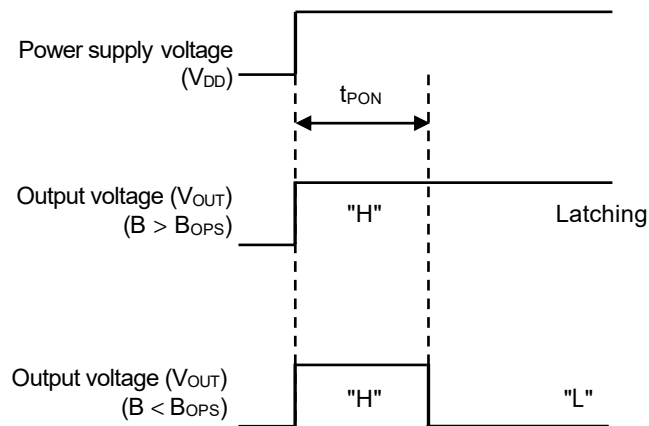 Power supply voltage
(VDD)
tPON
Output voltage (VOUT)
(B > BOPS)
"H"
Latching
Output voltage (VOUT)
(B < BOPS)
"H"
"L"